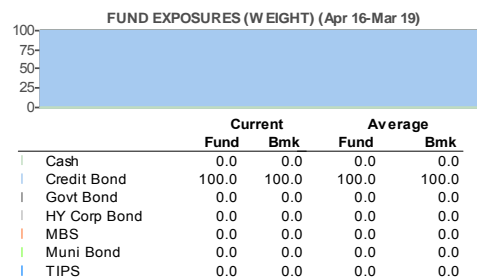 FUND EXPOSURES (WEIGHT) (Apr 16-Mar 19)
100
75
50
25
0
Current Average
Fund Bmk Fund Bmk
Cash 0.0 0.0 0.0 0.0
Credit Bond 100.0 100.0 100.0 100.0
Govt Bond 0.0 0.0 0.0 0.0
HY Corp Bond 0.0 0.0 0.0 0.0
MBS 0.0 0.0 0.0 0.0
Muni Bond 0.0 0.0 0.0 0.0
TIPS 0.0 0.0 0.0 0.0